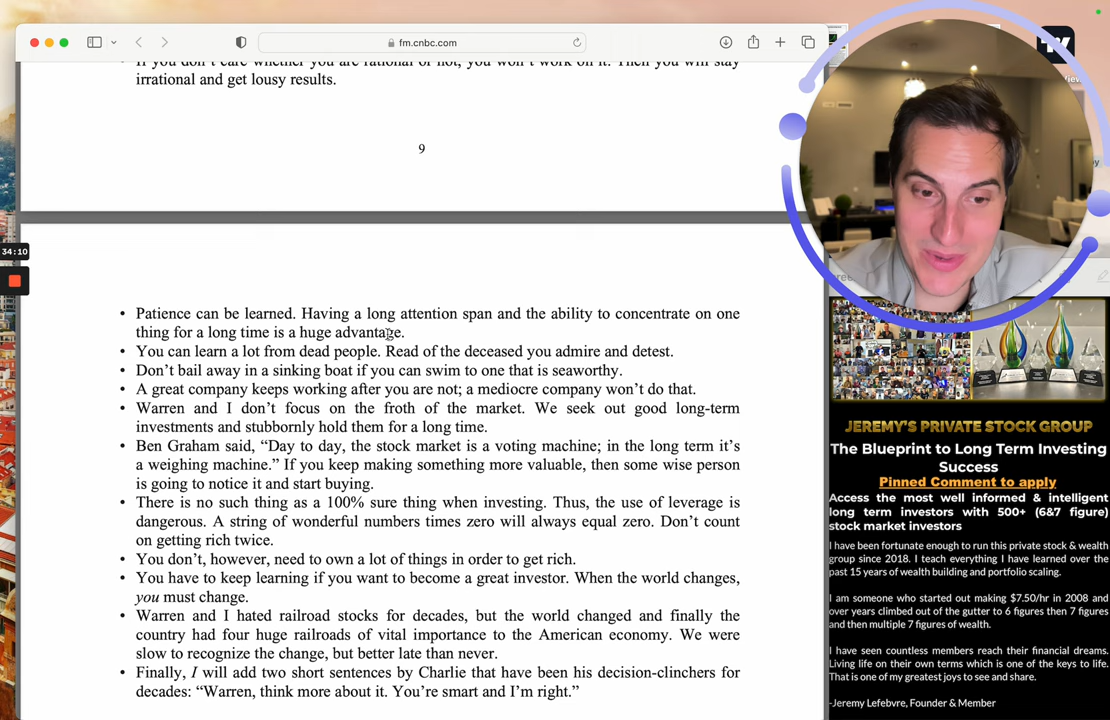 fm.cnbc.com
If you don't care whether you are rational or not, you won't work on it. Then you will stay
irrational and get lousy results.
9
34:10
• Patience can be learned. Having a long attention span and the ability to concentrate on one
thing for a long time is a huge advantage.
• You can learn a lot from dead people. Read of the deceased you admire and detest.
• Don't bail away in a sinking boat if you can swim to one that is seaworthy.
• A great company keeps working after you are not; a mediocre company won't do that.
• Warren and I don't focus on the froth of the market. We seek out good long-term
investments and stubbornly hold them for a long time.
• Ben Graham said, “Day to day, the stock market is a voting machine; in the long term it's
a weighing machine.” If you keep making something more valuable, then some wise person
is going to notice it and start buying.
• There is no such thing as a 100% sure thing when investing. Thus, the use of leverage is
dangerous. A string of wonderful numbers times zero will always equal zero. Don't count
on getting rich twice.
• You don't, however, need to own a lot of things in order to get rich.
• You have to keep learning if you want to become a great investor. When the world changes,
you must change.
• Warren and I hated railroad stocks for decades, but the world changed and finally the
country had four huge railroads of vital importance to the American economy. We were
slow to recognize the change, but better late than never.
• Finally, I will add two short sentences by Charlie that have been his decision-clinchers for
decades: “Warren, think more about it. You're smart and I'm right.”
JEREMY'S PRIVATE STOCK GROUP
The Blueprint to Long Term Investing
Success
Pinned Comment to apply
Access the most well informed & intelligent
long term investors with 500+ (6&7 figure)
stock market investors
I have been fortunate enough to run this private stock & wealth
group since 2018. I teach everything I have learned over the
past 15 years of wealth building and portfolio scaling.
I am someone who started out making $7.50/hr in 2008 and
over years climbed out of the gutter to 6 figures then 7 figures
and then multiple 7 figures of wealth.
I have seen countless members reach their financial dreams.
Living life on their own terms which is one of the keys to life.
That is one of my greatest joys to see and share.
-Jeremy Lefebvre, Founder & Member